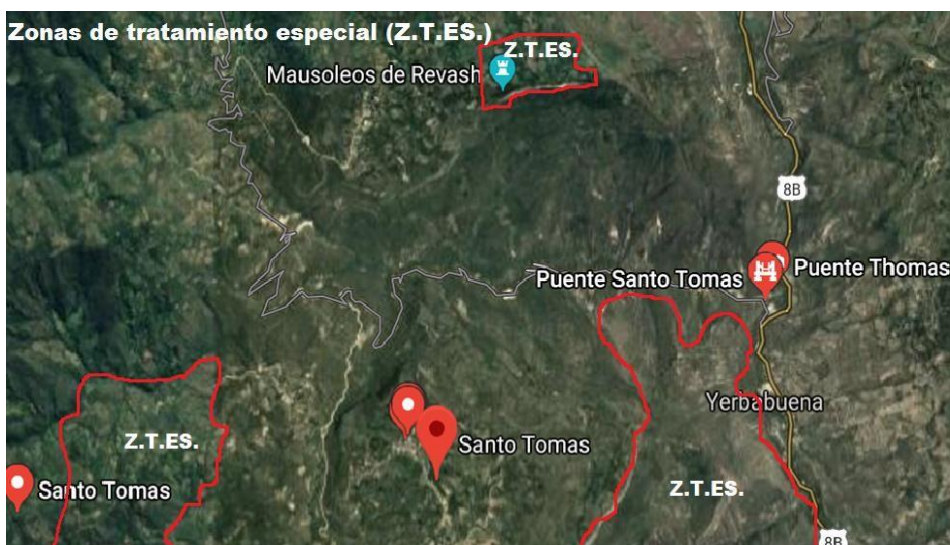 Zonas de tratamiento especial (Z.T.ES.)
Z.T.ES.
Mausoleos de Revash
8B
Puente Santo Tomas
Puente Thomas
Yerbabuena
Z.T.ES.
Santo Tomas
Santo Tomas
Z.T.ES.
8B